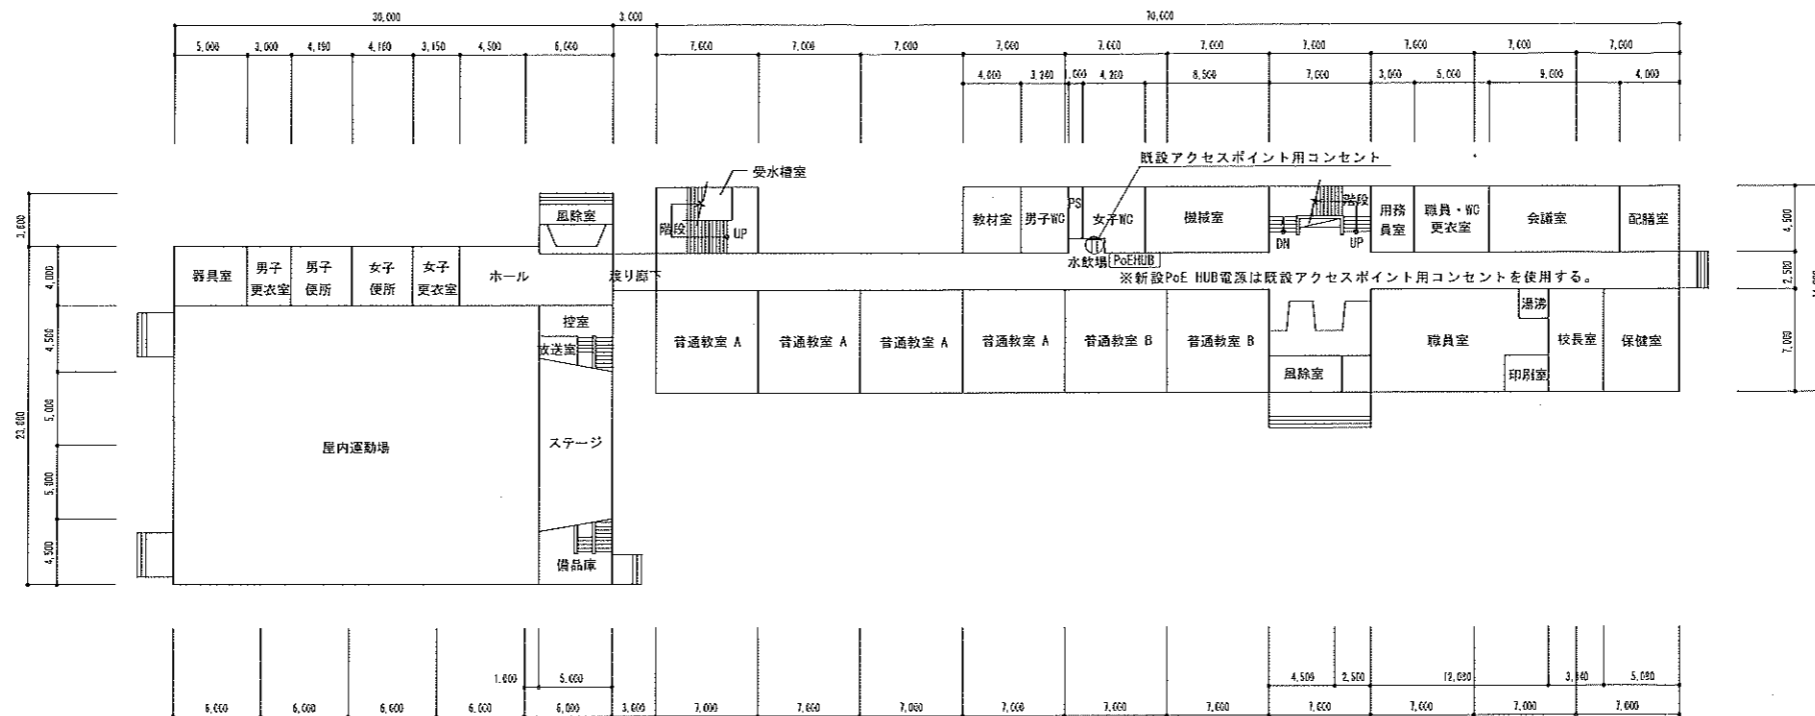 30,000 3,000 70,000
5,000 3,000 4,190 4,160 3,150 4,500 6,000 7,000 7,000 7,000 7,000 7,000 7,000 7,000 7,000 7,000 7,000
4,000 3,240 1,000 4,260 8,500 7,000 3,000 5,000 9,000 4,000
既設アクセスポイント用コンセント
受水槽室
風除室
階段
UP
教材室
男子WC
PS
女子WC
機械室
階段
DN
UP
用務
員室
職員・WC
更衣室
会議室
配膳室
水飲場
PoEHUB
器具室
男子
更衣室
男子
便所
女子
便所
女子
更衣室
ホール
渡り廊下
※新設PoE HUB電源は既設アクセスポイント用コンセントを使用する。
控室
放送室
普通教室 A
普通教室 A
普通教室 A
普通教室 A
普通教室 B
普通教室 B
風除室
職員室
湯沸
印刷室
校長室
保健室
屋内運動場
ステージ
備品庫
3,600
4,000
4,500
5,000
5,000
4,500
23,000
4,500
2,500
7,000
1,000 5,000 4,500 2,500 12,000 5,000
6,000 6,000 6,000 6,000 6,000 3,000 7,000 7,000 7,000 7,000 7,000 7,000 7,000 7,000 7,000 7,000